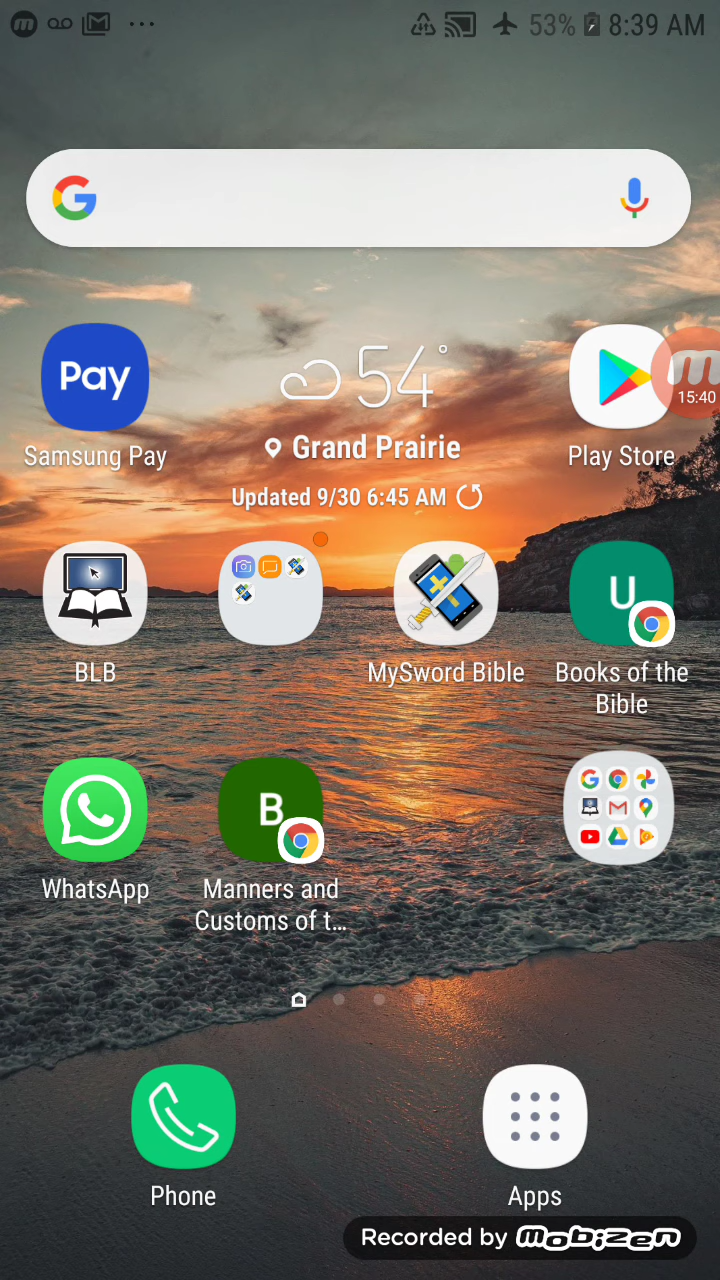 53% 8:39 AM
Pay
Samsung Pay
54°
Grand Prairie
Updated 9/30 6:45 AM
Play Store
15:40
BLB
MySword Bible
U
Books of the
Bible
WhatsApp
B
Manners and
Customs of t...
Phone
Apps
Recorded by mobizen